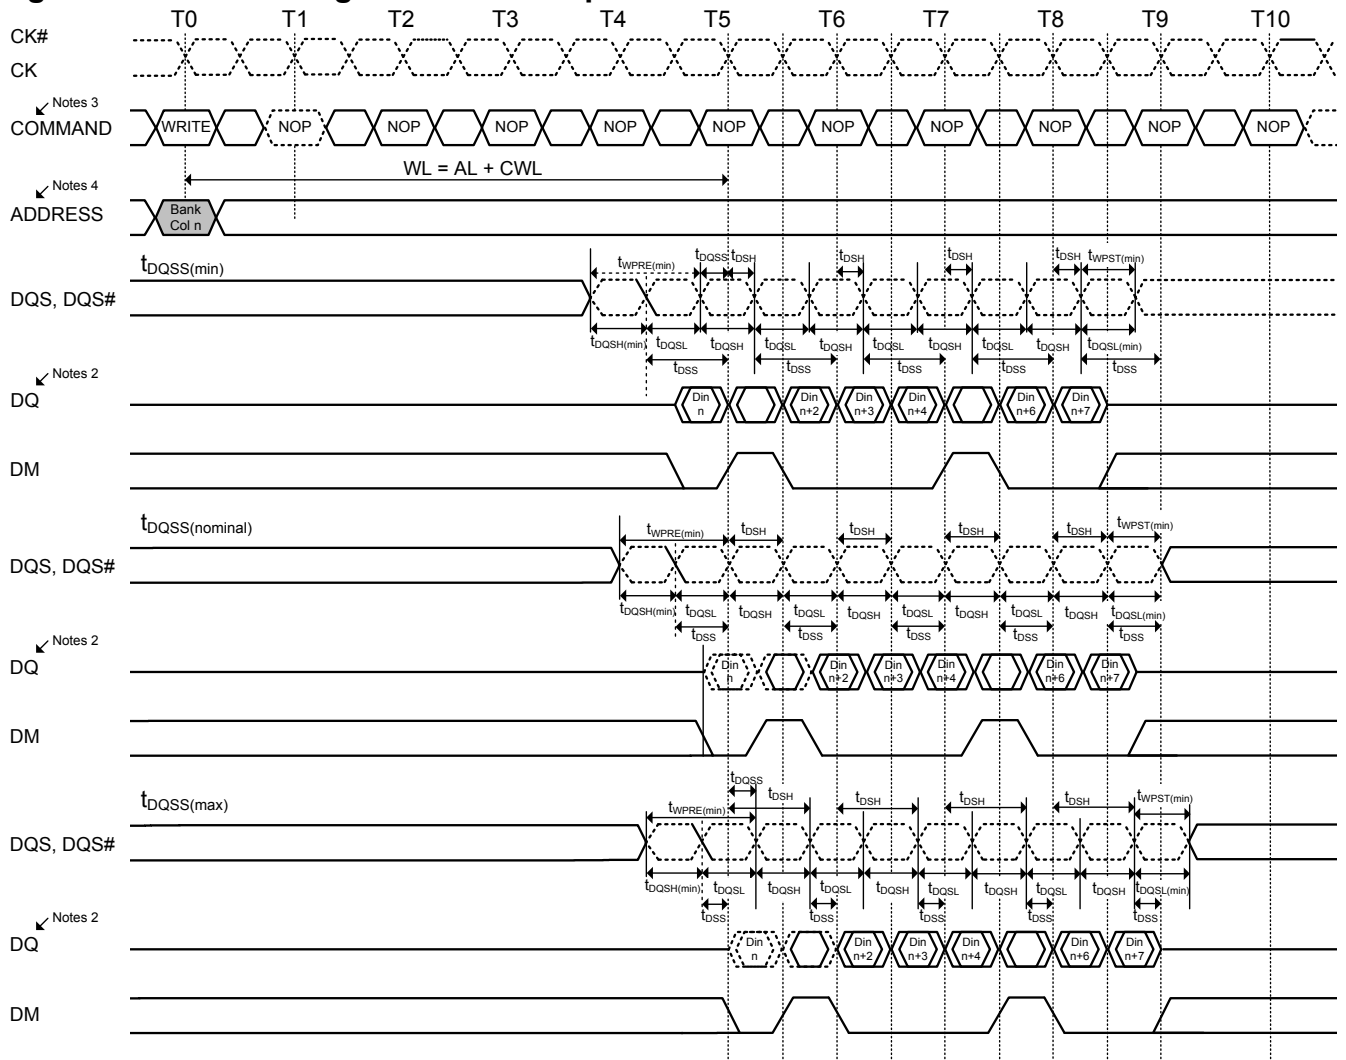 T0 T1 T2 T3 T4 T5 T6 T7 T8 T9 T10
CK#
CK
Notes 3
COMMAND WRITE NOP NOP NOP NOP NOP NOP NOP NOP NOP NOP
WL = AL + CWL
Notes 4
ADDRESS Bank Col n
tDQSS(min) tWPRE(min) tDQSS tDSH tDSH tDSH tDSH tWPST(min)
DQS, DQS#
tDQSH(min) tDQSL tDQSH tDQSL tDQSH tDQSL tDQSH tDQSL tDQSH tDQSL(min)
tDSS tDSS tDSS tDSS tDSS
Notes 2
DQ Din n Din n+2 Din n+3 Din n+4 Din n+6 Din n+7
DM
tDQSS(nominal) tWPRE(min) tDSH tDSH tDSH tDSH tWPST(min)
DQS, DQS#
tDQSH(min) tDQSL tDQSH tDQSL tDQSH tDQSL tDQSH tDQSL tDQSH tDQSL(min)
tDSS tDSS tDSS tDSS tDSS
Notes 2
DQ Din n Din n+2 Din n+3 Din n+4 Din n+6 Din n+7
DM
tDQSS
tDQSS(max) tWPRE(min) tDSH tDSH tDSH tDSH tWPST(min)
DQS, DQS#
tDQSH(min) tDQSL tDQSH tDQSL tDQSH tDQSL tDQSH tDQSL tDQSH tDQSL(min)
tDSS tDSS tDSS tDSS tDSS
Notes 2
DQ Din n Din n+2 Din n+3 Din n+4 Din n+6 Din n+7
DM